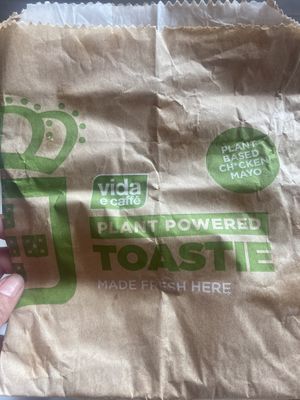 PLANT
BASED
CH*CKEN
MAYO
vida
e caffè
PLANT POWERED
TOASTIE
MADE FRESH HERE